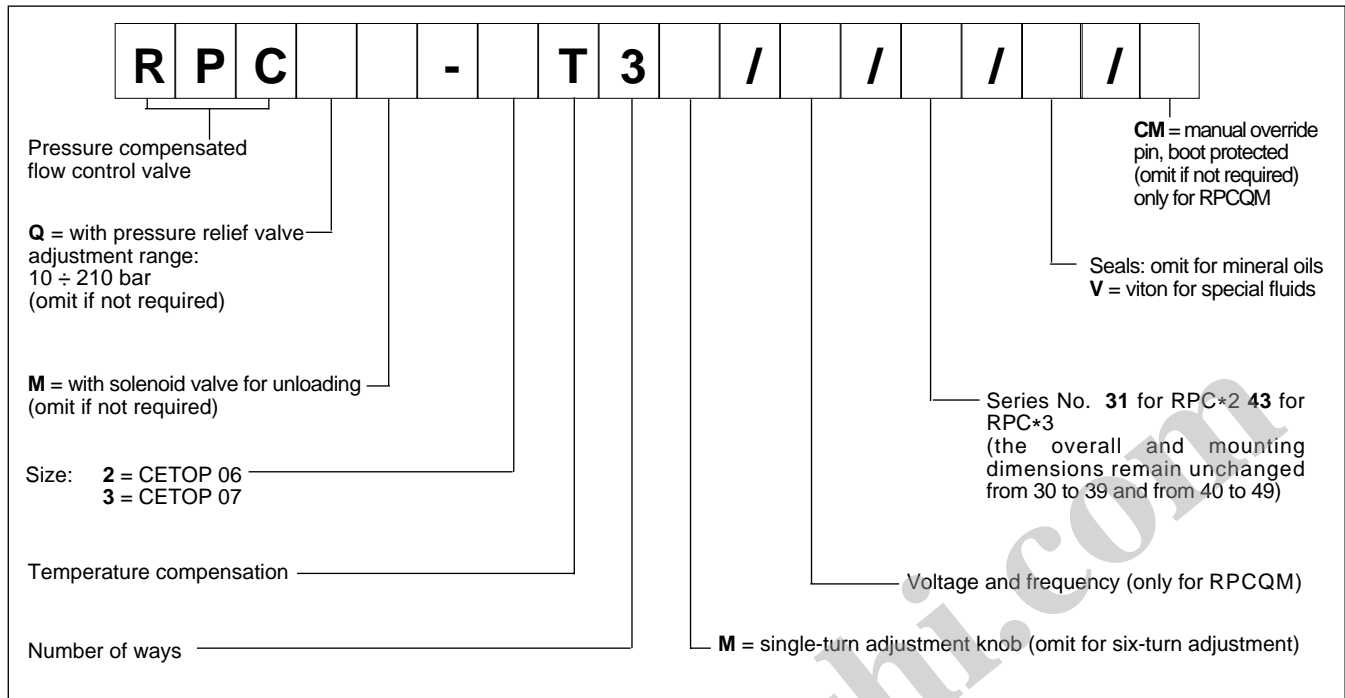 R P C - T 3 / / / /
Pressure compensated
flow control valve
Q = with pressure relief valve
adjustment range:
10 ÷ 210 bar
(omit if not required)
M = with solenoid valve for unloading
(omit if not required)
Size: 2 = CETOP 06
3 = CETOP 07
Temperature compensation
Number of ways
CM = manual override
pin, boot protected
(omit if not required)
only for RPCQM
Seals: omit for mineral oils
V = viton for special fluids
Series No. 31 for RPC*2 43 for
RPC*3
(the overall and mounting
dimensions remain unchanged
from 30 to 39 and from 40 to 49)
Voltage and frequency (only for RPCQM)
M = single-turn adjustment knob (omit for six-turn adjustment)
hi.com